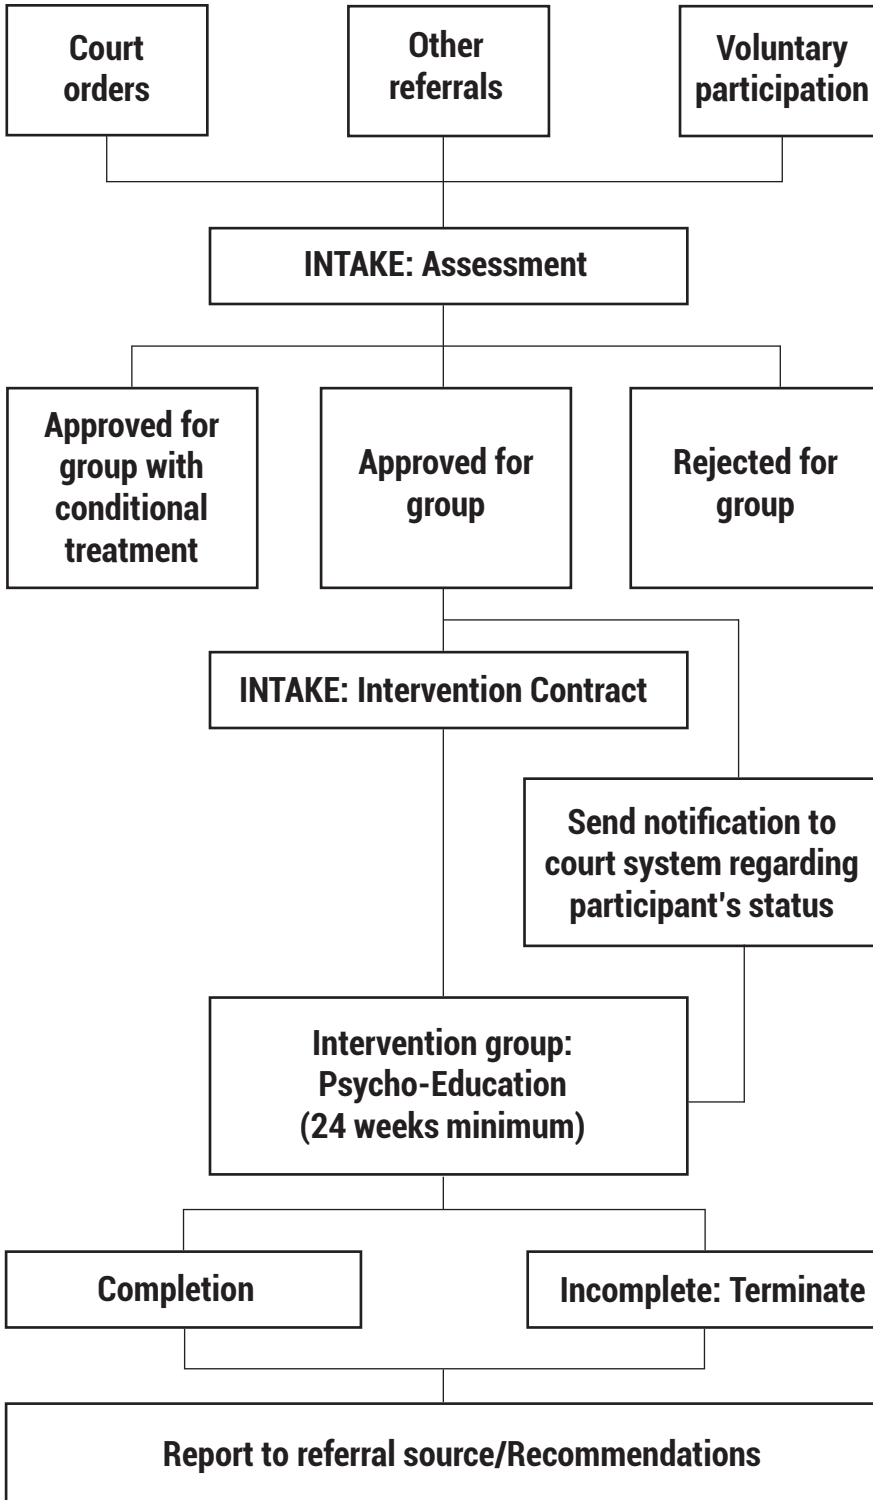 Court
orders
Other
referrals
Voluntary
participation
INTAKE: Assessment
Approved for
group with
conditional
treatment
Approved for
group
Rejected for
group
INTAKE: Intervention Contract
Send notification to
court system regarding
participant's status
Intervention group:
Psycho-Education
(24 weeks minimum)
Completion
Incomplete: Terminate
Report to referral source/Recommendations